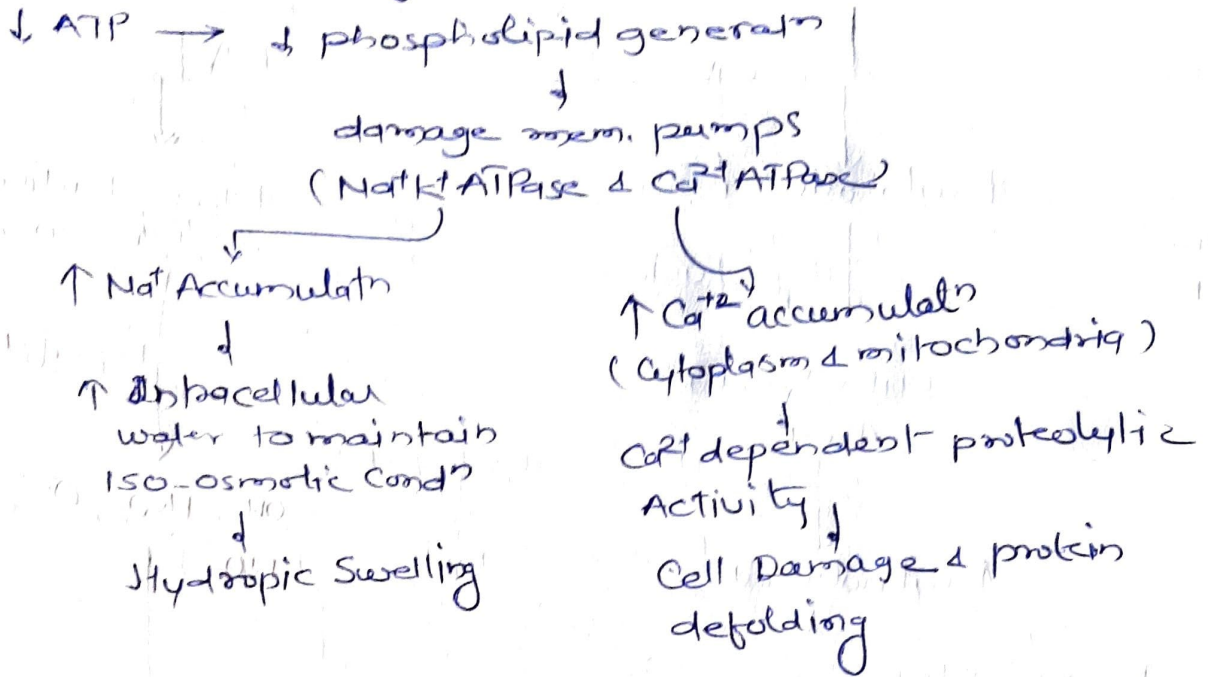 ↓ ATP → ↓ phospholipid generatn
↓
damage mem. pumps
(Na+K+ ATPase & Ca2+ ATPase)
↑ Na+ Accumulatn
↓
↑ Intracellular
water to maintain
Iso-osmotic Condn
↓
Hydropic Swelling
↑ Ca+2 accumulatn
(Cytoplasm & mitochondria)
↓
Ca2+ dependent proteolytic
Activity
↓
Cell Damage & protein
defolding